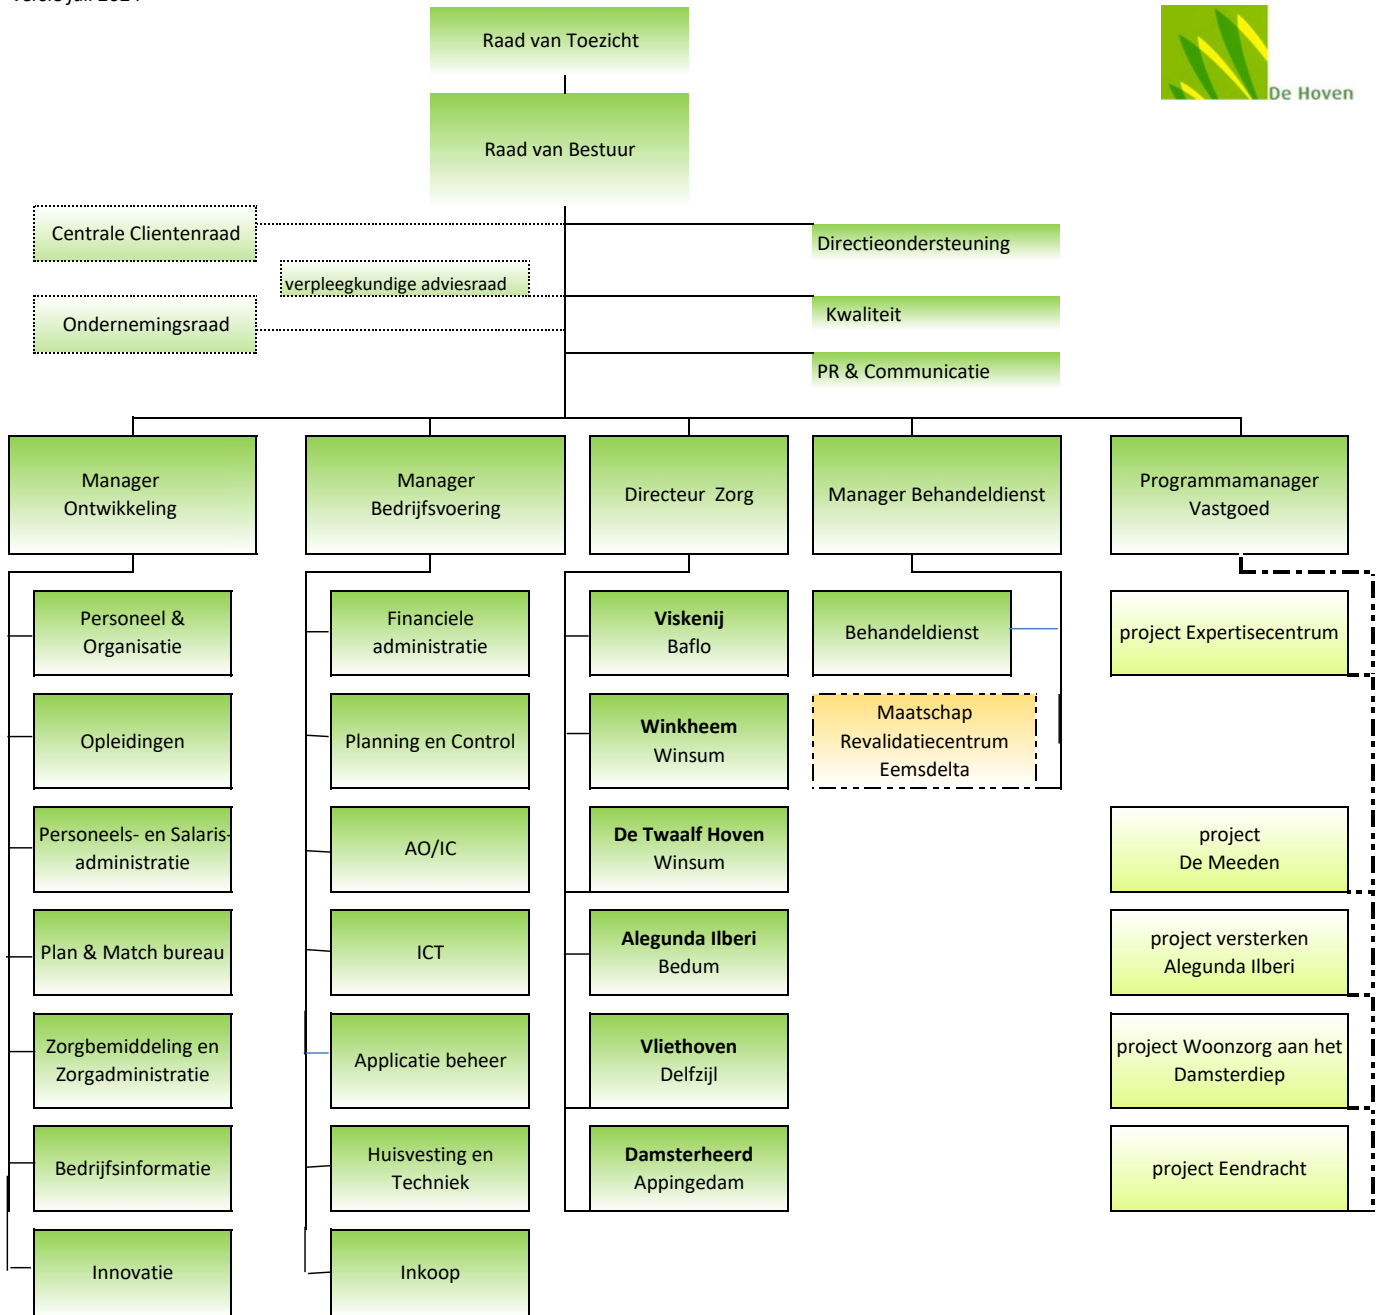 Raad van Toezicht
De Hoven
Raad van Bestuur
Centrale Clientenraad
Directieondersteuning
verpleegkundige adviesraad
Ondernemingsraad
Kwaliteit
PR & Communicatie
Manager
Ontwikkeling
Manager
Bedrijfsvoering
Directeur Zorg
Manager Behandeldienst
Programmamanager
Vastgoed
Personeel &
Organisatie
Financiele
administratie
Viskenij
Baflo
Behandeldienst
project Expertisecentrum
Opleidingen
Planning en Control
Winkheem
Winsum
Maatschap
Revalidatiecentrum
Eemsdelta
Personeels- en Salaris-
administratie
AO/IC
De Twaalf Hoven
Winsum
project
De Meeden
Plan & Match bureau
ICT
Alegunda Ilberi
Bedum
project versterken
Alegunda Ilberi
Zorgbemiddeling en
Zorgadministratie
Applicatie beheer
Vliethoven
Delfzijl
project Woonzorg aan het
Damsterdiep
Bedrijfsinformatie
Huisvesting en
Techniek
Damsterheerd
Appingedam
project Eendracht
Innovatie
Inkoop